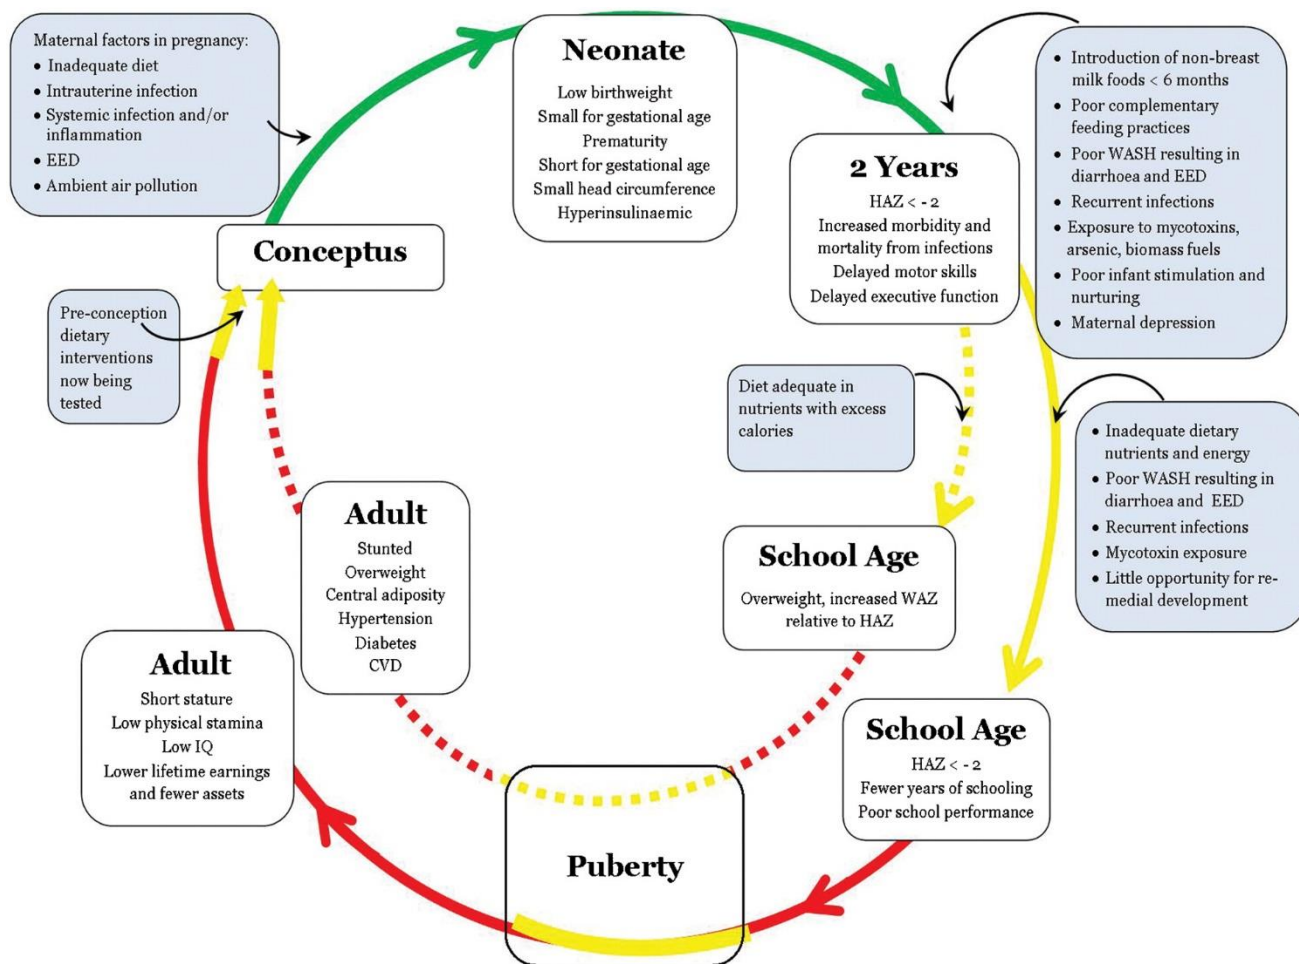 Maternal factors in pregnancy:
• Inadequate diet
• Intrauterine infection
• Systemic infection and/or
inflammation
• EED
• Ambient air pollution
Neonate
Low birthweight
Small for gestational age
Prematurity
Short for gestational age
Small head circumference
Hyperinsulinaemic
• Introduction of non-breast
milk foods < 6 months
• Poor complementary
feeding practices
• Poor WASH resulting in
diarrhoea and EED
• Recurrent infections
• Exposure to mycotoxins,
arsenic, biomass fuels
• Poor infant stimulation and
nurturing
• Maternal depression
2 Years
HAZ < - 2
Increased morbidity and
mortality from infections
Delayed motor skills
Delayed executive function
Conceptus
Pre-conception
dietary
interventions
now being
tested
Diet adequate in
nutrients with excess
calories
• Inadequate dietary
nutrients and energy
• Poor WASH resulting in
diarrhoea and EED
• Recurrent infections
• Mycotoxin exposure
• Little opportunity for re-
medial development
Adult
Stunted
Overweight
Central adiposity
Hypertension
Diabetes
CVD
School Age
Overweight, increased WAZ
relative to HAZ
Adult
Short stature
Low physical stamina
Low IQ
Lower lifetime earnings
and fewer assets
School Age
HAZ < - 2
Fewer years of schooling
Poor school performance
Puberty